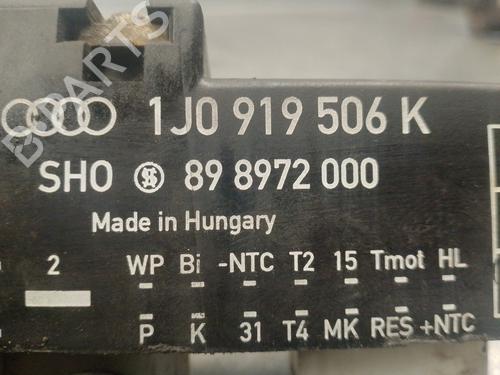 BOPARTS
1J0 919 506 K
SHO 89 8972 000
Made in Hungary
2 WP Bi -NTC T2 15 Tmot HL
P K 31 T4 MK RES +NTC